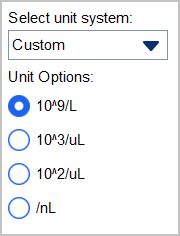 Select unit system:
Custom
Unit Options:
10^9/L
10^3/uL
10^2/uL
/nL